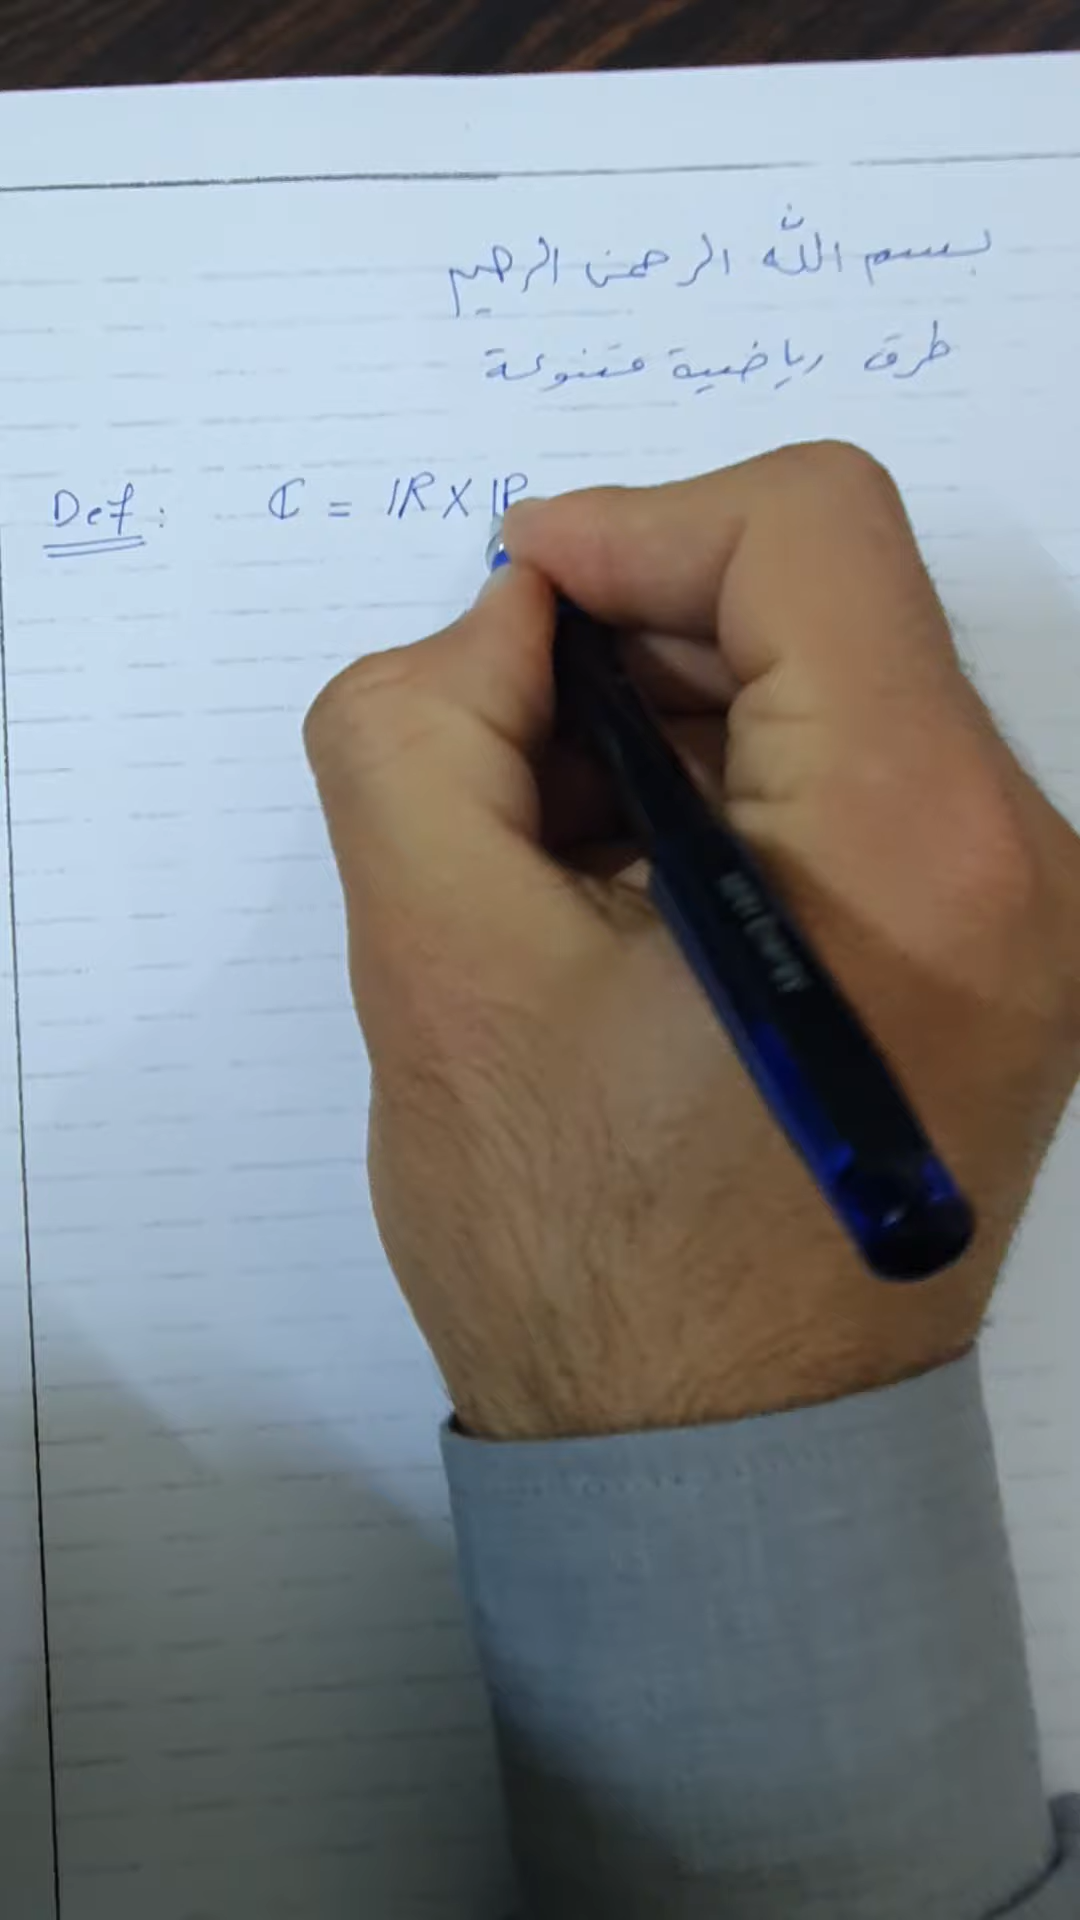 بسم الله الرحمن الرحيم
طرق رياضية متنوعة
Def: ℂ = ℝ × ℝ